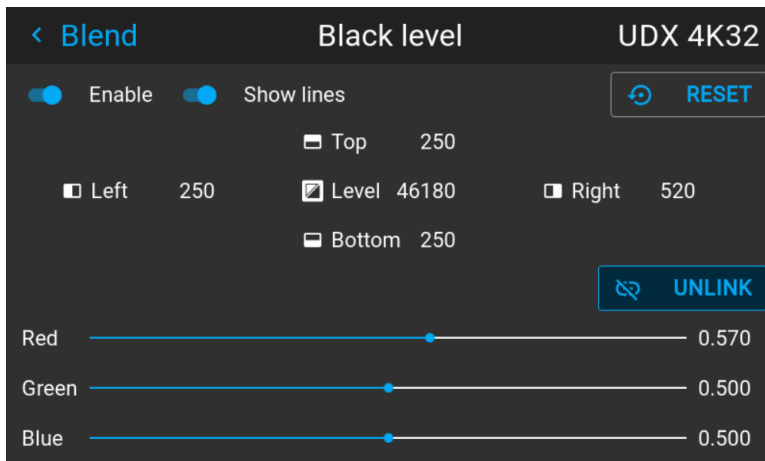 Blend Black level UDX 4K32
Enable Show lines RESET
Top 250
Left 250 Level 46180 Right 520
Bottom 250
UNLINK
Red 0.570
Green 0.500
Blue 0.500